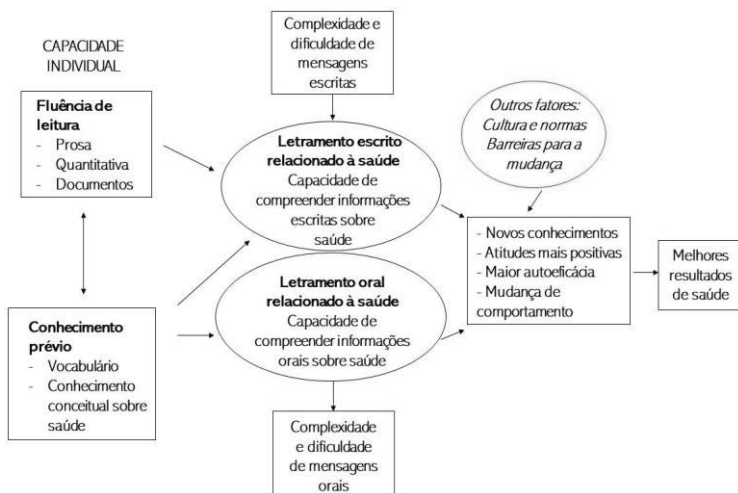 CAPACIDADE
INDIVIDUAL
Fluência de
leitura
- Prosa
- Quantitativa
- Documentos
Conhecimento
prévio
- Vocabulário
- Conhecimento
conceitual sobre
saúde
Complexidade e
dificuldade de
mensagens
escritas
Letramento escrito
relacionado à saúde
Capacidade de
compreender informações
escritas sobre
saúde
Letramento oral
relacionado à saúde
Capacidade de
compreender informações
orais sobre saúde
Complexidade
e dificuldade
de mensagens
orais
Outros fatores:
Cultura e normas
Barreiras para a
mudança
- Novos conhecimentos
- Atitudes mais positivas
- Maior autoeficácia
- Mudança de
comportamento
Melhores
resultados
de saúde